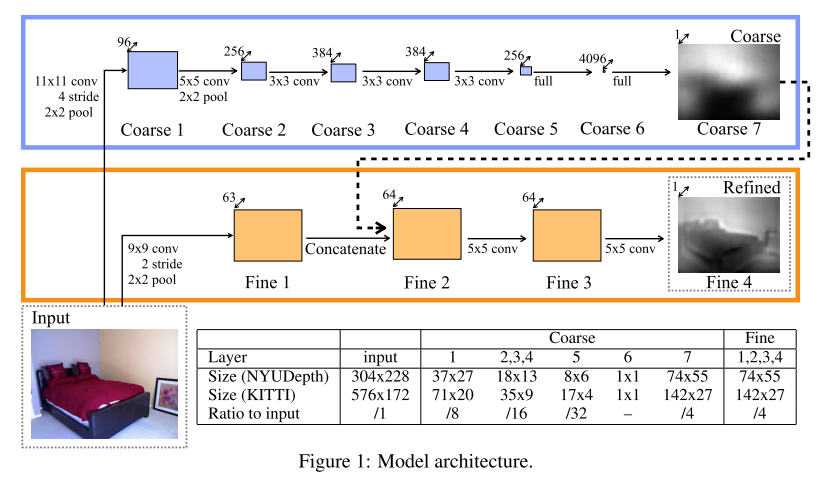 96
256
384
384
256
4096
1
Coarse
11x11 conv
4 stride
2x2 pool
5x5 conv
2x2 pool
3x3 conv
3x3 conv
3x3 conv
full
full
Coarse 1
Coarse 2
Coarse 3
Coarse 4
Coarse 5
Coarse 6
Coarse 7
63
64
64
1
Refined
9x9 conv
2 stride
2x2 pool
Concatenate
5x5 conv
5x5 conv
Fine 1
Fine 2
Fine 3
Fine 4
Input
Coarse Fine
Layer input 1 2,3,4 5 6 7 1,2,3,4
Size (NYUDepth) 304x228 37x27 18x13 8x6 1x1 74x55 74x55
Size (KITTI) 576x172 71x20 35x9 17x4 1x1 142x27 142x27
Ratio to input /1 /8 /16 /32 – /4 /4
Figure 1: Model architecture.